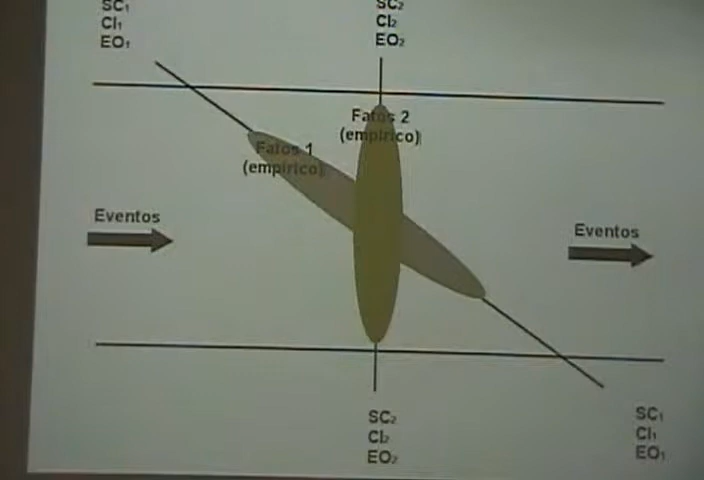 SC₁
CI₁
EO₁
SC₂
CI₂
EO₂
Fatos 2
(empírico)
Fatos 1
(empírico)
Eventos
Eventos
SC₂
CI₂
EO₂
SC₁
CI₁
EO₁